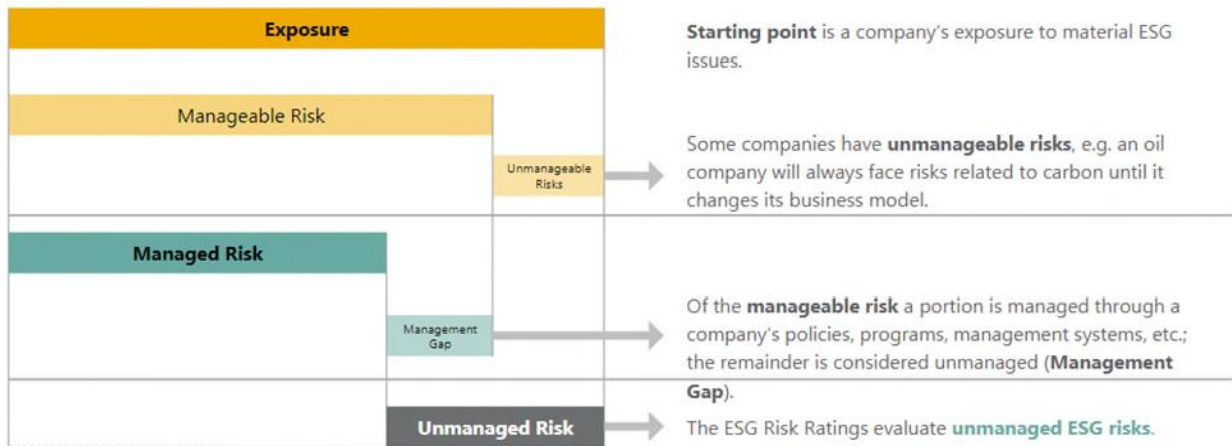 Exposure
Starting point is a company's exposure to material ESG
issues.
Manageable Risk
Unmanageable
Risks
Some companies have unmanageable risks, e.g. an oil
company will always face risks related to carbon until it
changes its business model.
Managed Risk
Management
Gap
Of the manageable risk a portion is managed through a
company's policies, programs, management systems, etc.;
the remainder is considered unmanaged (Management
Gap).
Unmanaged Risk
The ESG Risk Ratings evaluate unmanaged ESG risks.